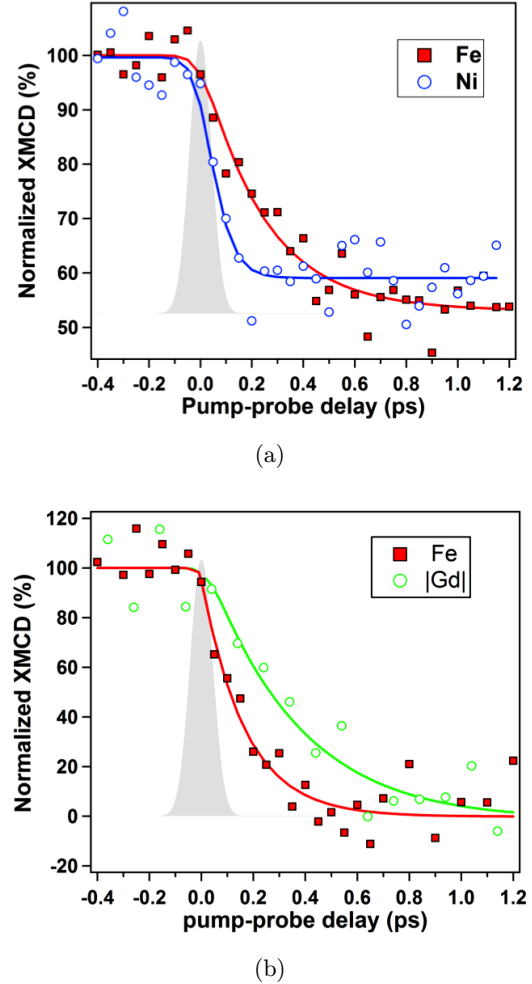 100
90
80
70
60
50
Normalized XMCD (%)
Fe
Ni
-0.4 -0.2 0.0 0.2 0.4 0.6 0.8 1.0 1.2
Pump-probe delay (ps)
(a)
120
100
80
60
40
20
0
-20
Normalized XMCD (%)
Fe
|Gd|
-0.4 -0.2 0.0 0.2 0.4 0.6 0.8 1.0 1.2
pump-probe delay (ps)
(b)